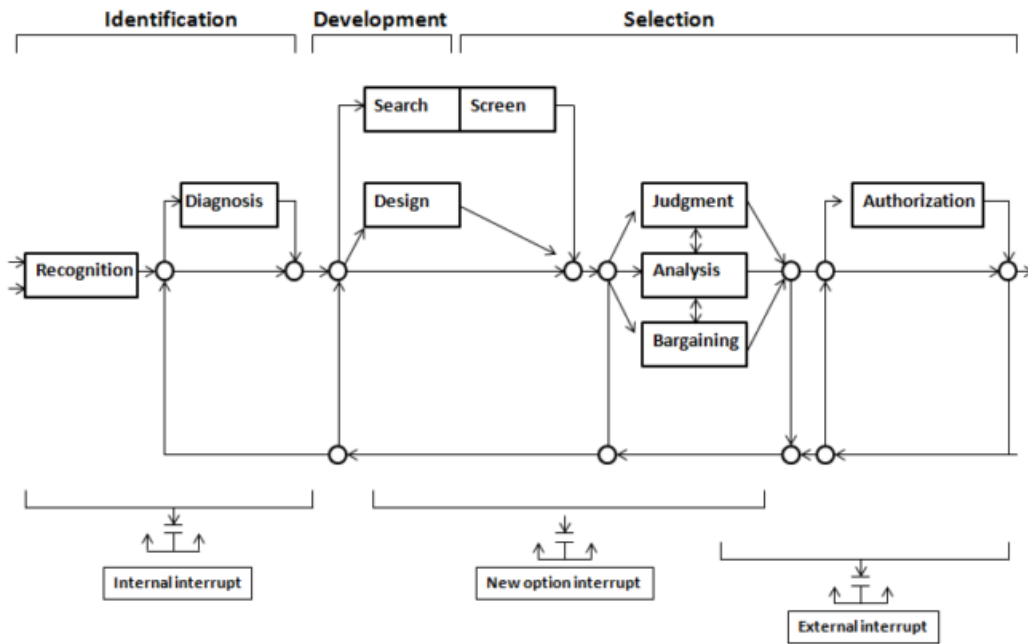 Identification
Development
Selection
Search
Screen
Diagnosis
Design
Judgment
Authorization
Recognition
Analysis
Bargaining
Internal interrupt
New option interrupt
External interrupt